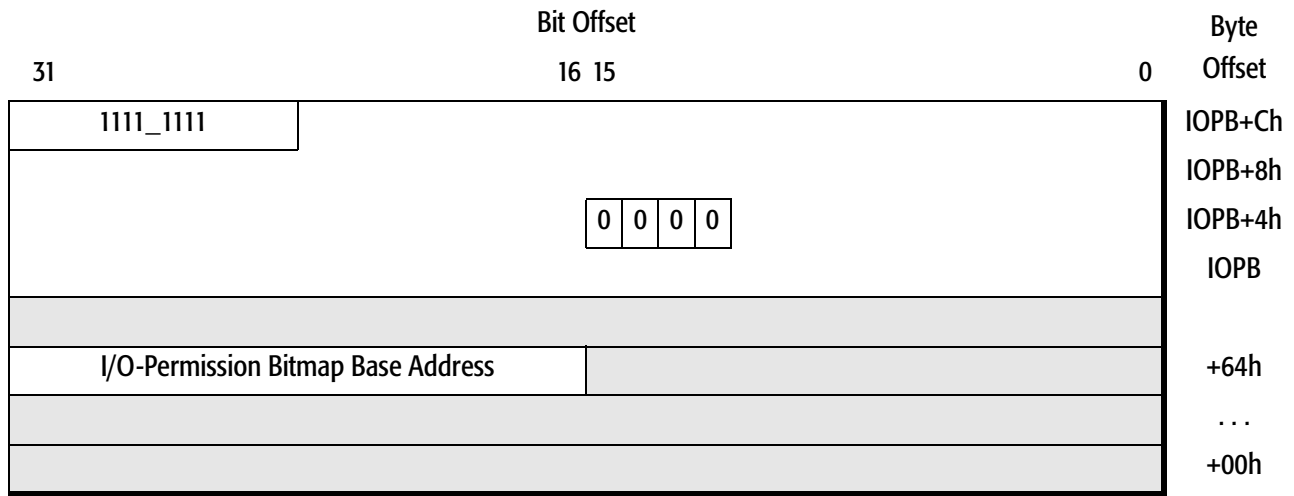 Bit Offset
Byte
Offset
31 16 15 0
1111_1111 IOPB+Ch
IOPB+8h
0 0 0 0 IOPB+4h
IOPB
I/O-Permission Bitmap Base Address +64h
. . .
+00h